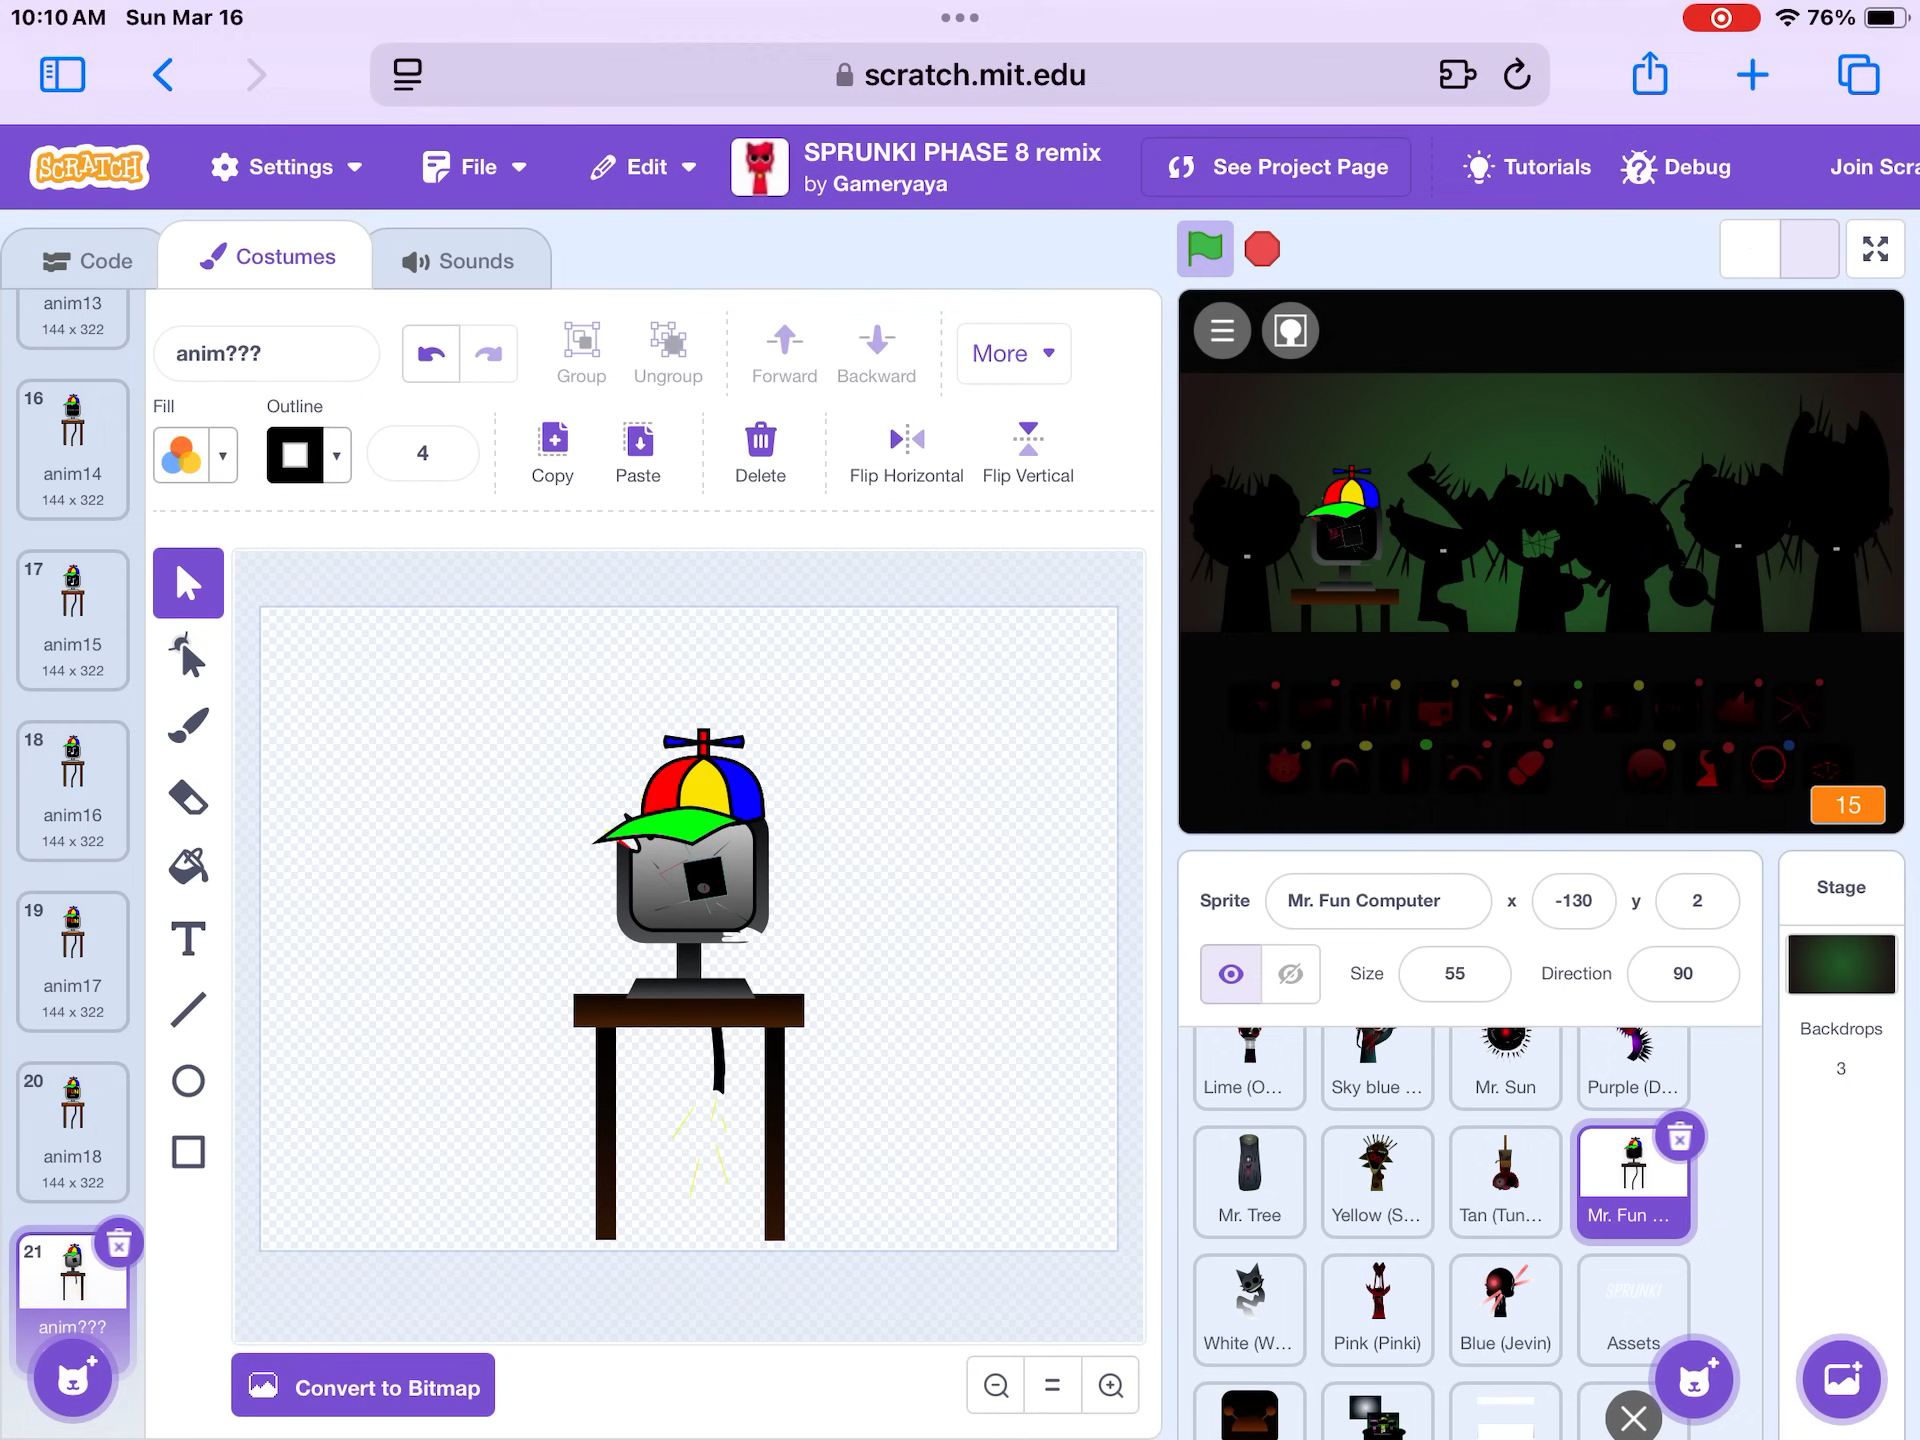 10:10 AM Sun Mar 16
76%
scratch.mit.edu
SCRATCH
Settings
File
Edit
SPRUNKI PHASE 8 remix
by Gameryaya
See Project Page
Tutorials
Debug
Join Scra
Code
Costumes
Sounds
anim13
144 x 322
16
anim14
144 x 322
17
anim15
144 x 322
18
anim16
144 x 322
19
anim17
144 x 322
20
anim18
144 x 322
21
anim???
anim???
Group
Ungroup
Forward
Backward
More
Fill
Outline
4
Copy
Paste
Delete
Flip Horizontal
Flip Vertical
Convert to Bitmap
15
Sprite
Mr. Fun Computer
x
-130
y
2
Size
55
Direction
90
Lime (O...
Sky blue ...
Mr. Sun
Purple (D...
Mr. Tree
Yellow (S...
Tan (Tun...
Mr. Fun ...
White (W...
Pink (Pinki)
Blue (Jevin)
SPRUNKI
Assets
Stage
Backdrops
3